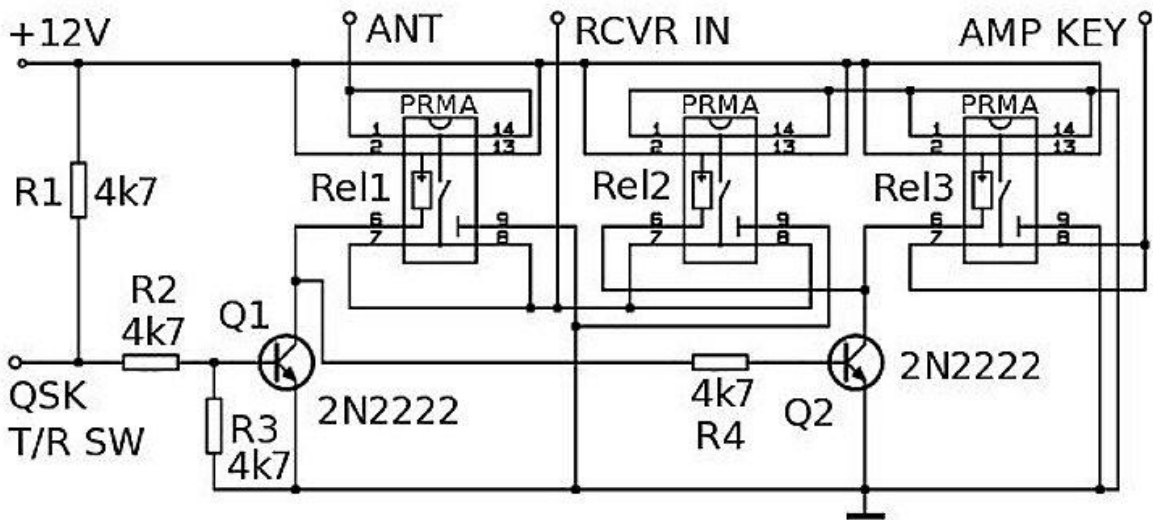 +12V
ANT
RCVR IN
AMP KEY
PRMA
PRMA
PRMA
1
2
14
13
1
2
14
13
1
2
14
13
R1
4k7
Rel1
Rel2
Rel3
6
7
9
8
6
7
9
8
6
7
9
8
R2
4k7
Q1
QSK
T/R SW
R3
4k7
2N2222
4k7
R4
Q2
2N2222